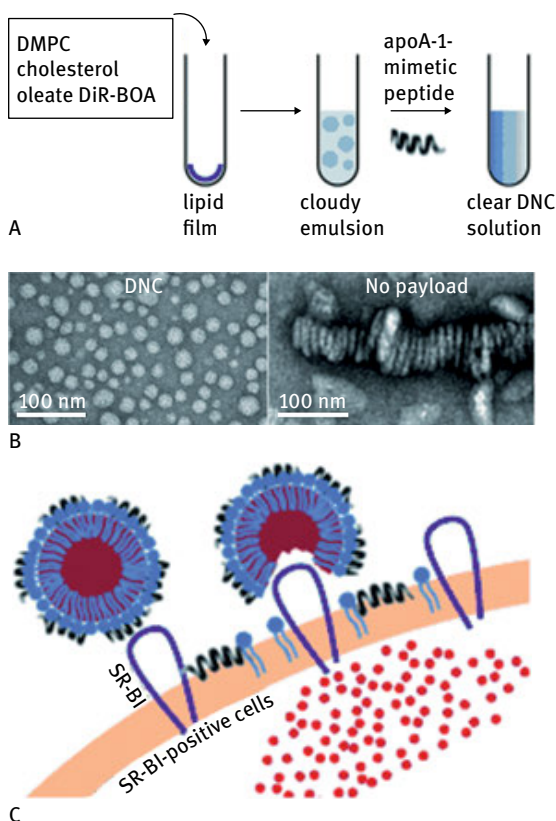 DMPC
cholesterol
oleate DiR-BOA
apoA-1-
mimetic
peptide
lipid
film
cloudy
emulsion
clear DNC
solution
A
DNC
No payload
100 nm
100 nm
B
SR-BI
SR-BI-positive cells
C